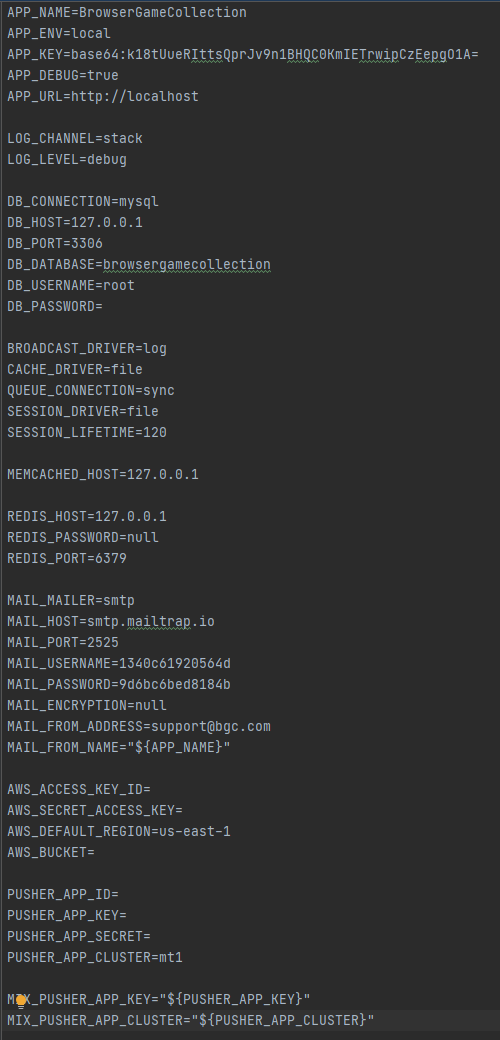 APP_NAME=BrowserGameCollection
APP_ENV=local
APP_KEY=base64:k18tUueRIttsQprJv9n1BHQC0KmIETrwipCzEepgO1A=
APP_DEBUG=true
APP_URL=http://localhost
LOG_CHANNEL=stack
LOG_LEVEL=debug
DB_CONNECTION=mysql
DB_HOST=127.0.0.1
DB_PORT=3306
DB_DATABASE=browsergamecollection
DB_USERNAME=root
DB_PASSWORD=
BROADCAST_DRIVER=log
CACHE_DRIVER=file
QUEUE_CONNECTION=sync
SESSION_DRIVER=file
SESSION_LIFETIME=120
MEMCACHED_HOST=127.0.0.1
REDIS_HOST=127.0.0.1
REDIS_PASSWORD=null
REDIS_PORT=6379
MAIL_MAILER=smtp
MAIL_HOST=smtp.mailtrap.io
MAIL_PORT=2525
MAIL_USERNAME=1340c61920564d
MAIL_PASSWORD=9d6bc6bed8184b
MAIL_ENCRYPTION=null
MAIL_FROM_ADDRESS=support@bgc.com
MAIL_FROM_NAME="${APP_NAME}"
AWS_ACCESS_KEY_ID=
AWS_SECRET_ACCESS_KEY=
AWS_DEFAULT_REGION=us-east-1
AWS_BUCKET=
PUSHER_APP_ID=
PUSHER_APP_KEY=
PUSHER_APP_SECRET=
PUSHER_APP_CLUSTER=mt1
MIX_PUSHER_APP_KEY="${PUSHER_APP_KEY}"
MIX_PUSHER_APP_CLUSTER="${PUSHER_APP_CLUSTER}"